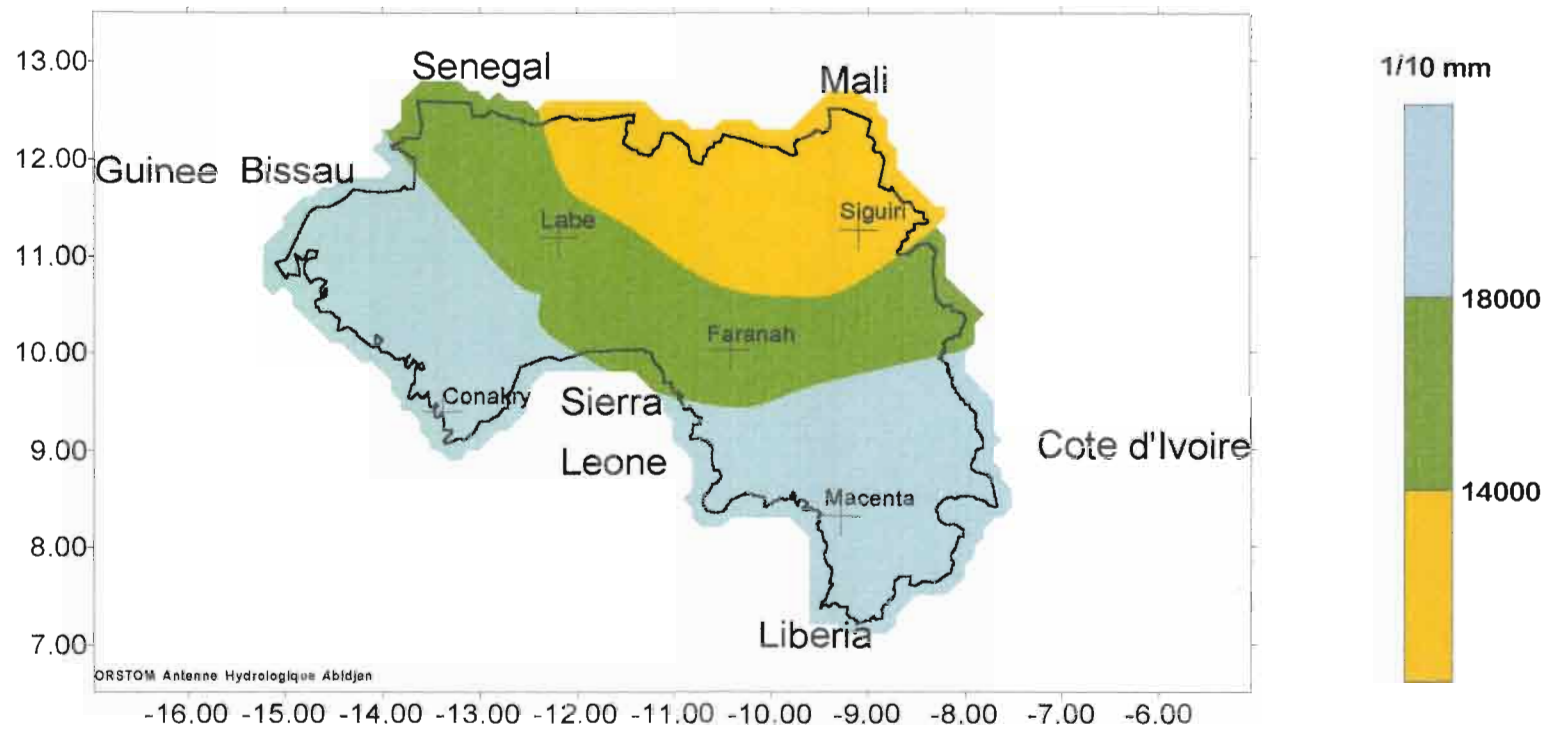 Senegal
Mali
13.00
12.00
11.00
10.00
9.00
8.00
7.00
Guinee Bissau
Siguiri
Labe
Faranah
Conakry
Sierra
Leone
Cote d'Ivoire
Macenta
Liberia
ORSTOM Antenne Hydrologique Abidjan
-16.00 -15.00 -14.00 -13.00 -12.00 -11.00 -10.00 -9.00 -8.00 -7.00 -6.00
1/10 mm
18000
14000